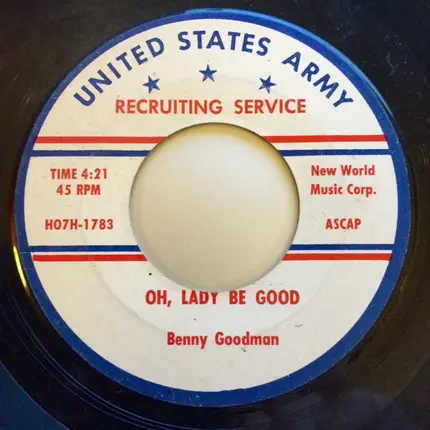 UNITED STATES ARMY
RECRUITING SERVICE
TIME 4:21
45 RPM
HO7H-1783
New World
Music Corp.
ASCAP
OH, LADY BE GOOD
Benny Goodman